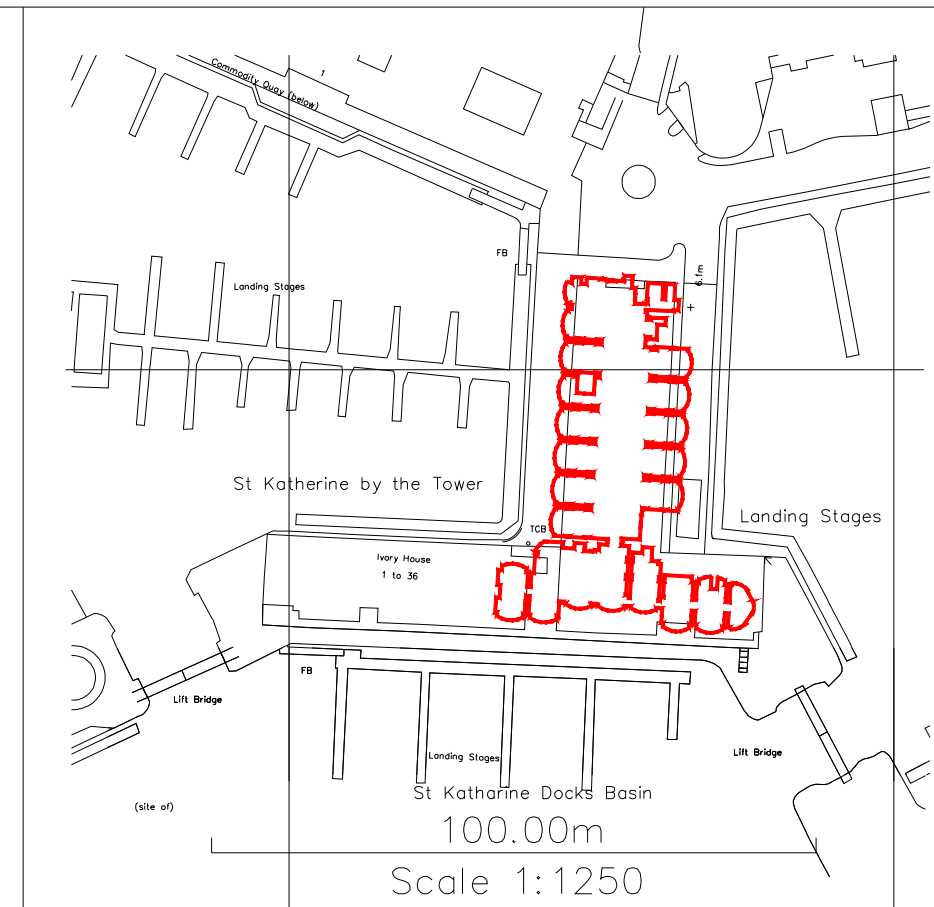 Commodity Quay (below)
1
FB
6.1m
Landing Stages
St Katherine by the Tower
Landing Stages
TCB
Ivory House
1 to 36
FB
Lift Bridge
Lift Bridge
Landing Stages
St Katharine Docks Basin
(site of)
100.00m
Scale 1:1250